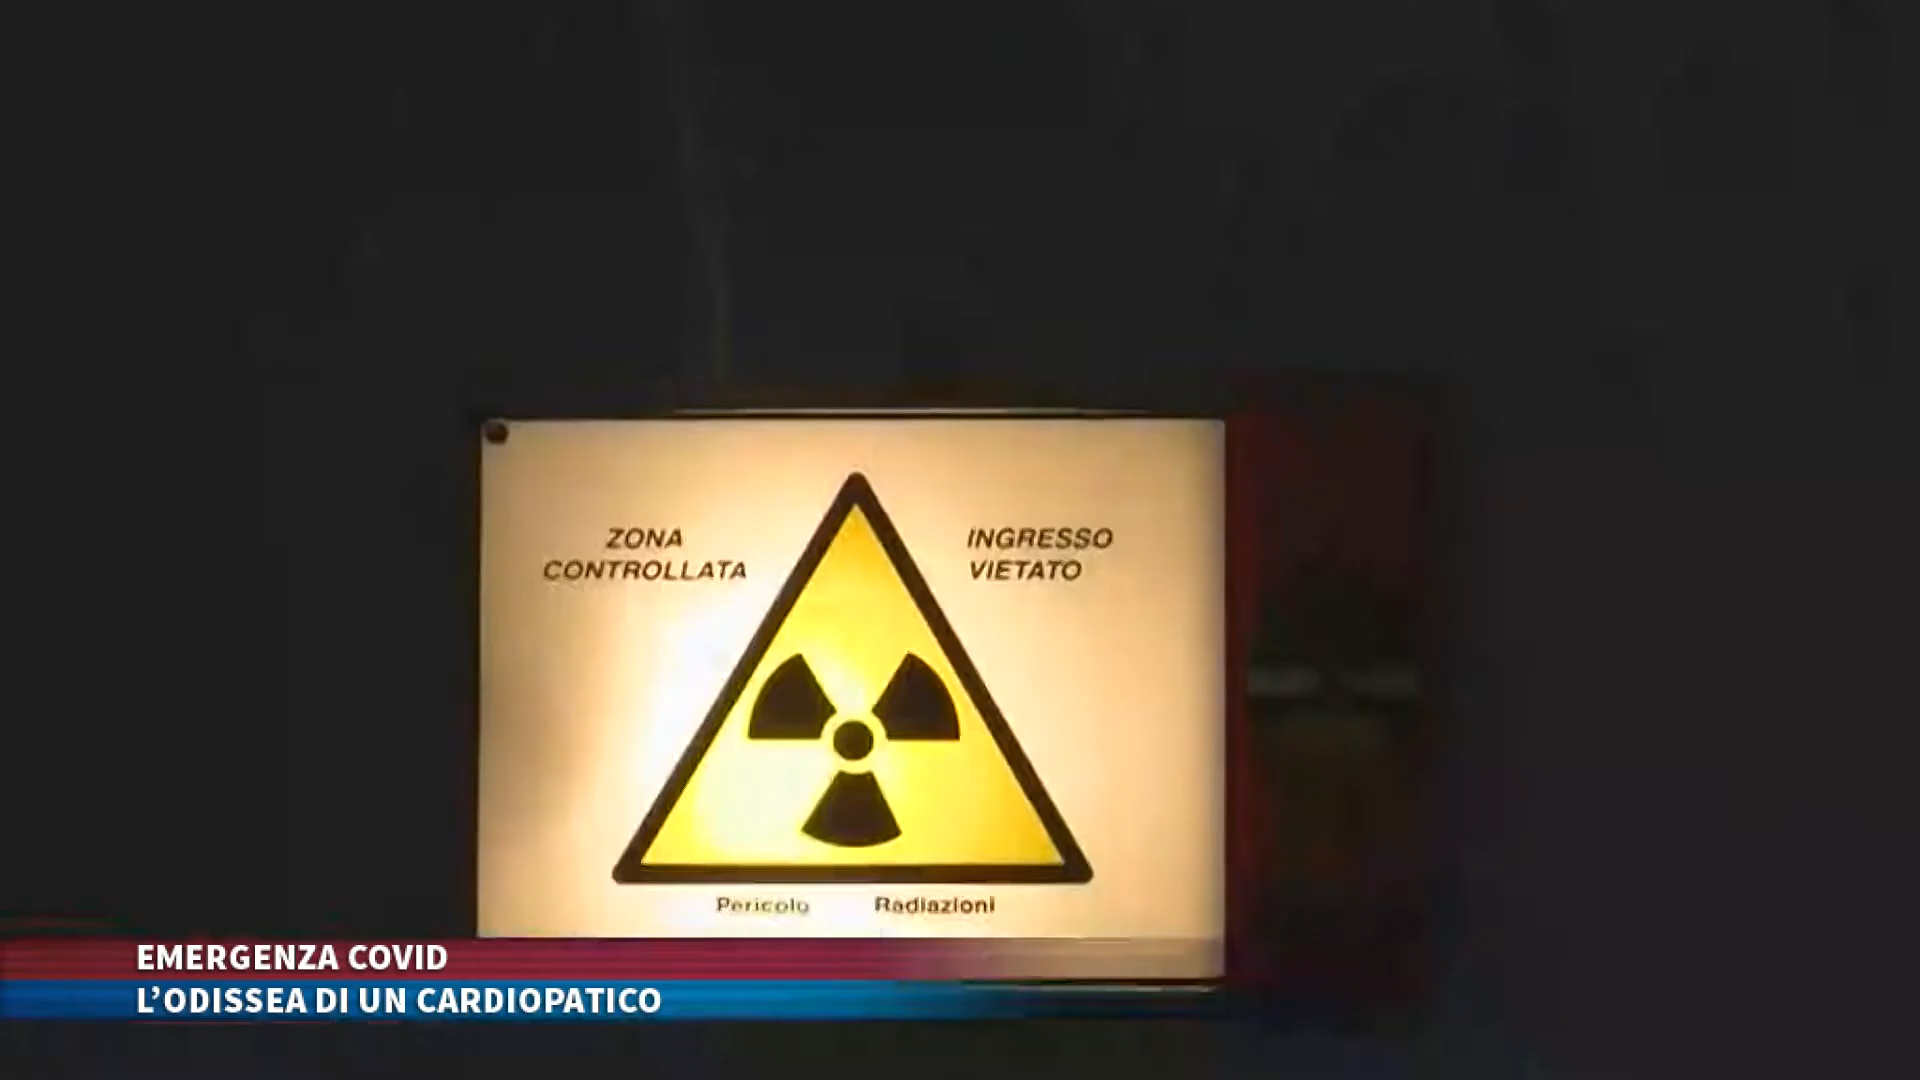 ZONA
CONTROLLATA
INGRESSO
VIETATO
Pericolo Radiazioni
EMERGENZA COVID
L'ODISSEA DI UN CARDIOPATICO